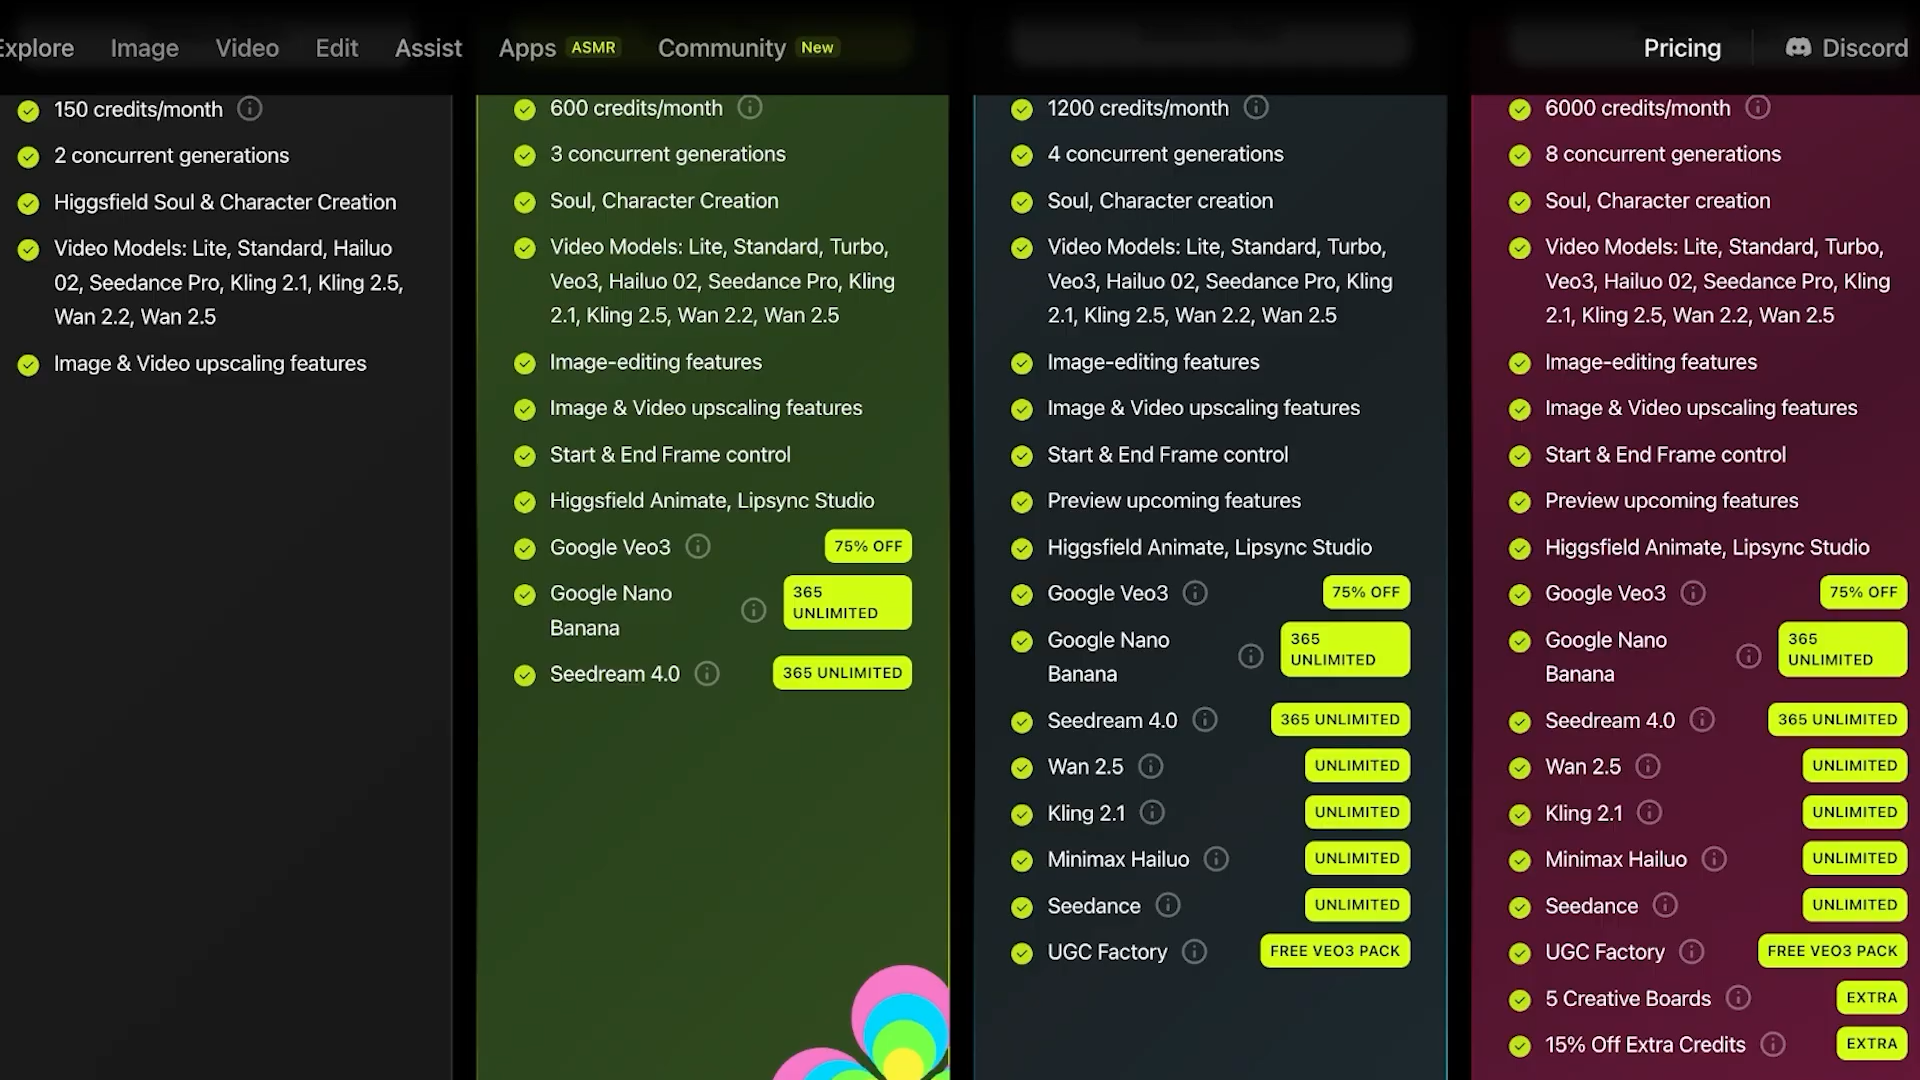 Explore Image Video Edit Assist Apps ASMR Community New Pricing Discord
150 credits/month
2 concurrent generations
Higgsfield Soul & Character Creation
Video Models: Lite, Standard, Hailuo
02, Seedance Pro, Kling 2.1, Kling 2.5,
Wan 2.2, Wan 2.5
Image & Video upscaling features
600 credits/month
3 concurrent generations
Soul, Character Creation
Video Models: Lite, Standard, Turbo,
Veo3, Hailuo 02, Seedance Pro, Kling
2.1, Kling 2.5, Wan 2.2, Wan 2.5
Image-editing features
Image & Video upscaling features
Start & End Frame control
Higgsfield Animate, Lipsync Studio
Google Veo3 75% OFF
Google Nano
Banana
365
UNLIMITED
Seedream 4.0 365 UNLIMITED
1200 credits/month
4 concurrent generations
Soul, Character creation
Video Models: Lite, Standard, Turbo,
Veo3, Hailuo 02, Seedance Pro, Kling
2.1, Kling 2.5, Wan 2.2, Wan 2.5
Image-editing features
Image & Video upscaling features
Start & End Frame control
Preview upcoming features
Higgsfield Animate, Lipsync Studio
Google Veo3 75% OFF
Google Nano
Banana
365
UNLIMITED
Seedream 4.0 365 UNLIMITED
Wan 2.5 UNLIMITED
Kling 2.1 UNLIMITED
Minimax Hailuo UNLIMITED
Seedance UNLIMITED
UGC Factory FREE VEO3 PACK
6000 credits/month
8 concurrent generations
Soul, Character creation
Video Models: Lite, Standard, Turbo,
Veo3, Hailuo 02, Seedance Pro, Kling
2.1, Kling 2.5, Wan 2.2, Wan 2.5
Image-editing features
Image & Video upscaling features
Start & End Frame control
Preview upcoming features
Higgsfield Animate, Lipsync Studio
Google Veo3 75% OFF
Google Nano
Banana
365
UNLIMITED
Seedream 4.0 365 UNLIMITED
Wan 2.5 UNLIMITED
Kling 2.1 UNLIMITED
Minimax Hailuo UNLIMITED
Seedance UNLIMITED
UGC Factory FREE VEO3 PACK
5 Creative Boards EXTRA
15% Off Extra Credits EXTRA